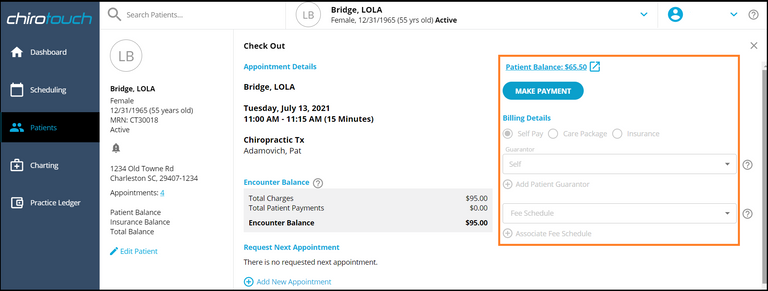 chirotouch
Search Patients...
LB
Bridge, LOLA
Female, 12/31/1965 (55 yrs old) Active
Dashboard
Scheduling
Patients
Charting
Practice Ledger
LB
Bridge, LOLA
Female
12/31/1965 (55 years old)
MRN: CT30018
Active
1234 Old Towne Rd
Charleston SC, 29407-1234
Appointments: 4
Patient Balance
Insurance Balance
Total Balance
Edit Patient
Check Out
Appointment Details
Bridge, LOLA
Tuesday, July 13, 2021
11:00 AM - 11:15 AM (15 Minutes)
Chiropractic Tx
Adamovich, Pat
Encounter Balance
Total Charges $95.00
Total Patient Payments $0.00
Encounter Balance $95.00
Request Next Appointment
There is no requested next appointment.
Add New Appointment
Patient Balance: $65.50
MAKE PAYMENT
Billing Details
Self Pay Care Package Insurance
Guarantor
Self
Add Patient Guarantor
Fee Schedule
Associate Fee Schedule